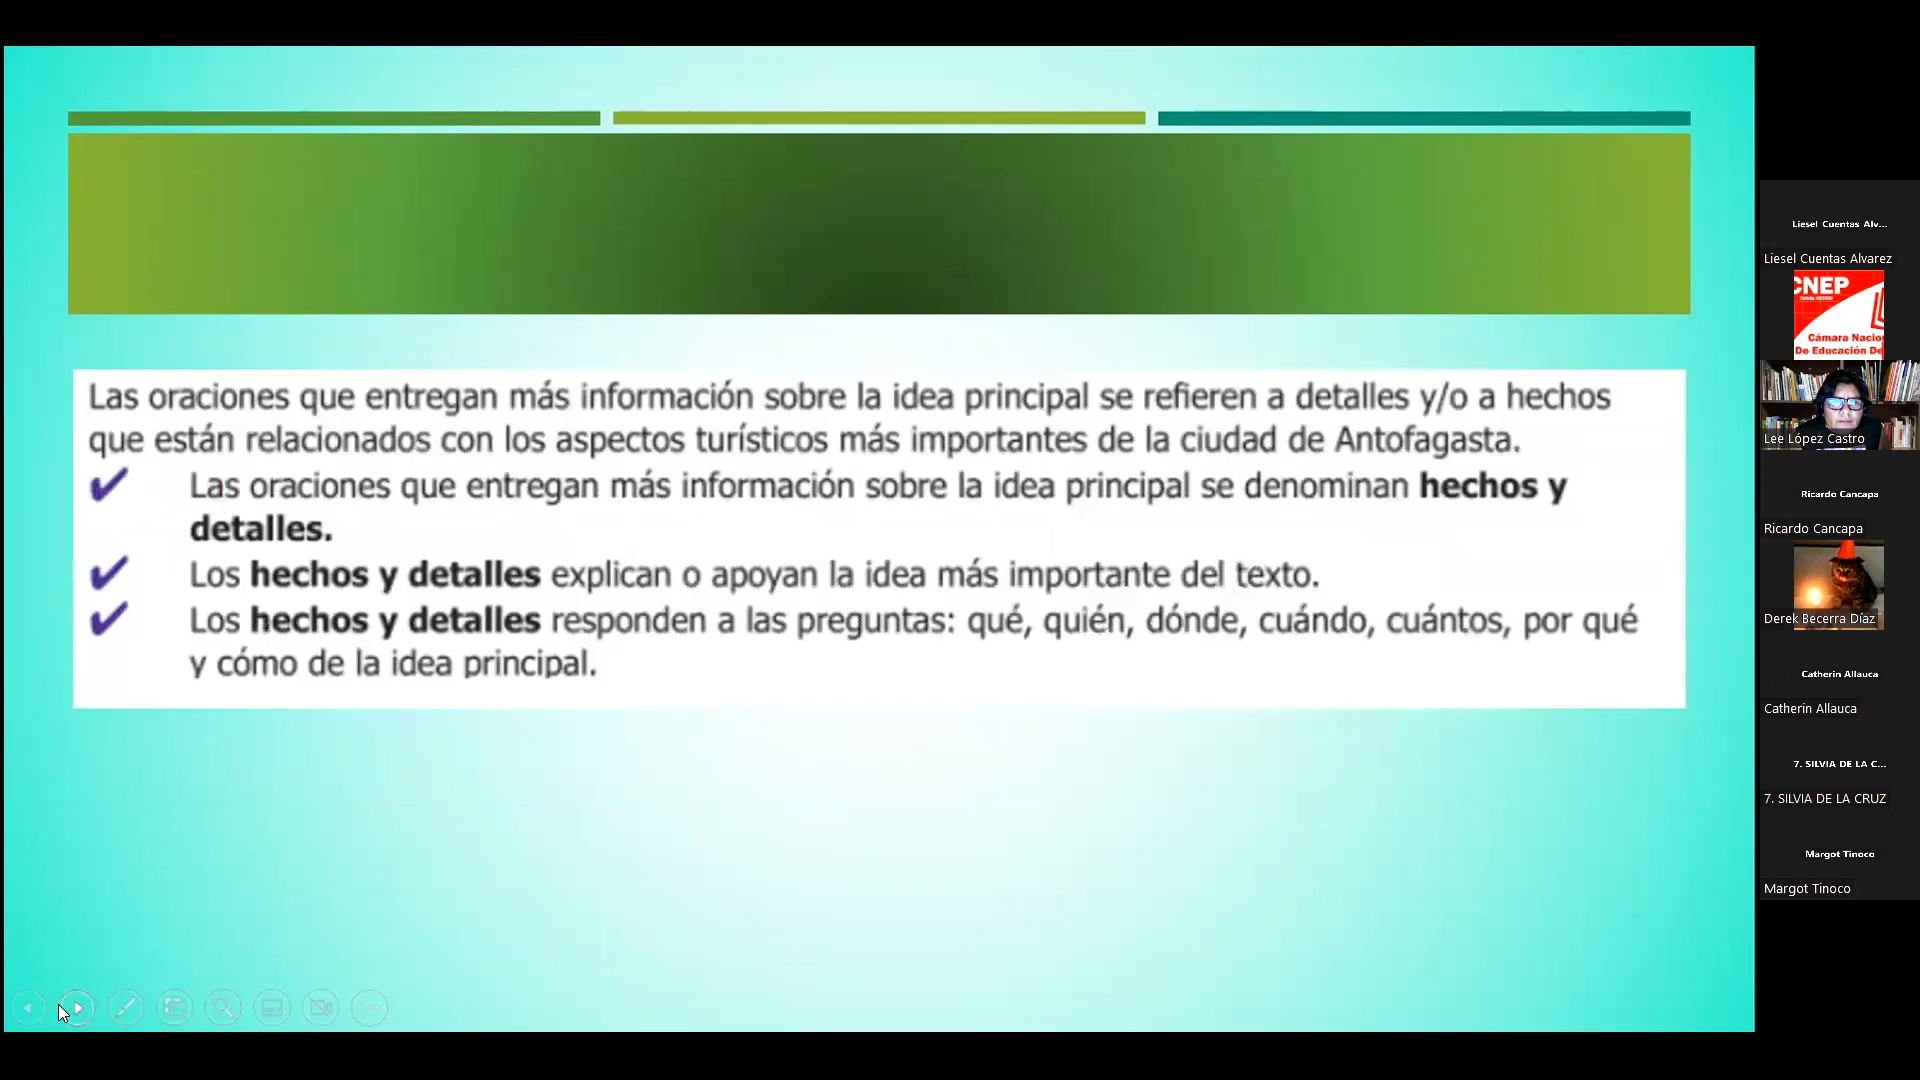 Las oraciones que entregan más información sobre la idea principal se refieren a detalles y/o a hechos
que están relacionados con los aspectos turísticos más importantes de la ciudad de Antofagasta.
✔ Las oraciones que entregan más información sobre la idea principal se denominan hechos y
detalles.
✔ Los hechos y detalles explican o apoyan la idea más importante del texto.
✔ Los hechos y detalles responden a las preguntas: qué, quién, dónde, cuándo, cuántos, por qué
y cómo de la idea principal.
Liesel Cuentas Alv...
Liesel Cuentas Alvarez
CNEP
Cámara Nacio
De Educación De
Lee López Castro
Ricardo Cancapa
Ricardo Cancapa
Derek Becerra Díaz
Catherin Allauca
Catherin Allauca
7. SILVIA DE LA C...
7. SILVIA DE LA CRUZ
Margot Tinoco
Margot Tinoco